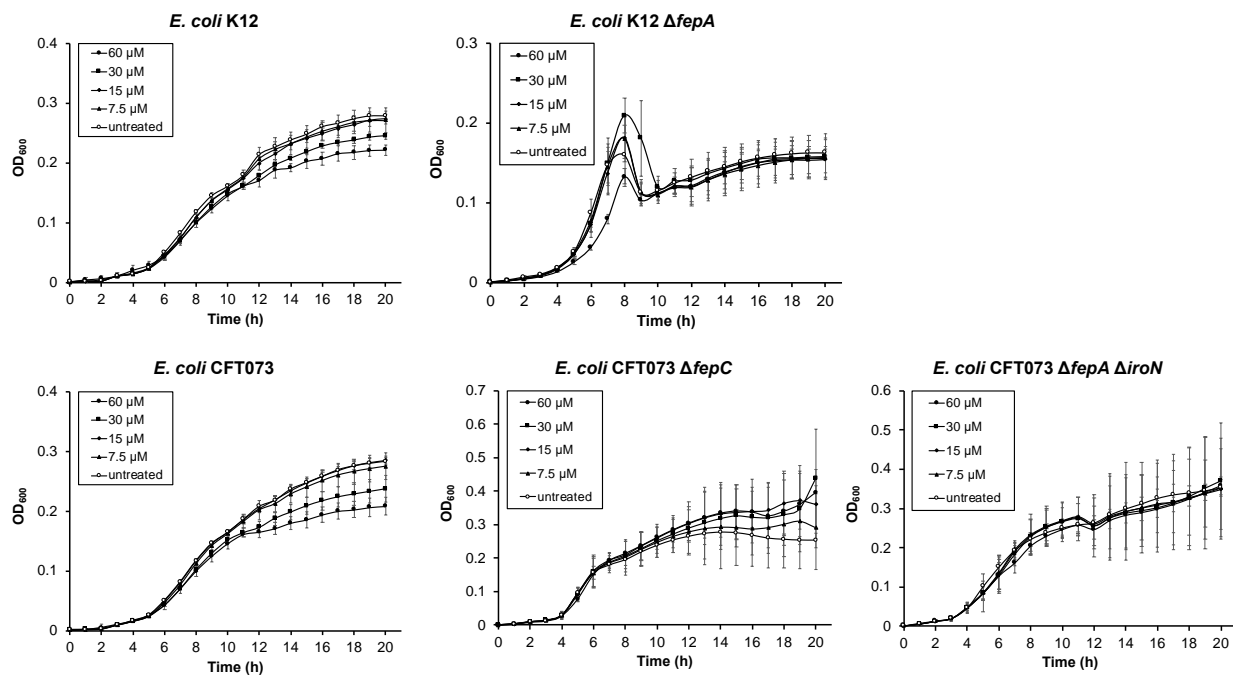 E. coli K12
0.4
0.3
0.2
0.1
0
OD600
60 µM
30 µM
15 µM
7.5 µM
untreated
0 2 4 6 8 10 12 14 16 18 20
Time (h)
E. coli K12 ΔfepA
0.3
0.2
0.1
0
OD600
60 µM
30 µM
15 µM
7.5 µM
untreated
0 2 4 6 8 10 12 14 16 18 20
Time (h)
E. coli CFT073
0.4
0.3
0.2
0.1
0
OD600
60 µM
30 µM
15 µM
7.5 µM
untreated
0 2 4 6 8 10 12 14 16 18 20
Time (h)
E. coli CFT073 ΔfepC
0.7
0.6
0.5
0.4
0.3
0.2
0.1
0
OD600
60 µM
30 µM
15 µM
7.5 µM
untreated
0 2 4 6 8 10 12 14 16 18 20
Time (h)
E. coli CFT073 ΔfepA ΔiroN
0.6
0.5
0.4
0.3
0.2
0.1
0
OD600
60 µM
30 µM
15 µM
7.5 µM
untreated
0 2 4 6 8 10 12 14 16 18 20
Time (h)